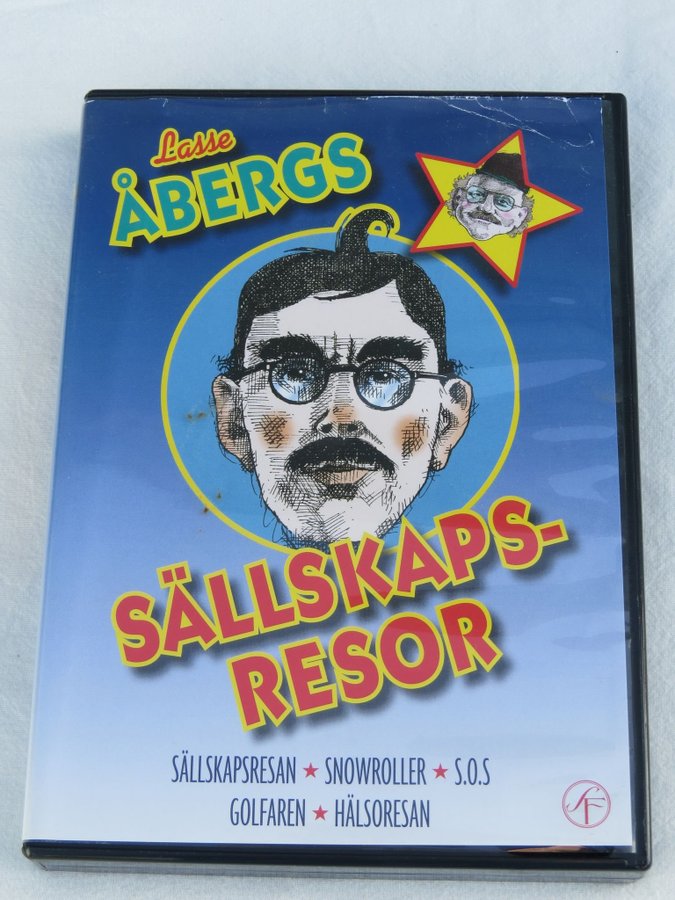 Lasse
ÅBERGS
SÄLLSKAPS-
RESOR
SÄLLSKAPSRESAN ★ SNOWROLLER ★ S.O.S
GOLFAREN ★ HÄLSORESAN
SF